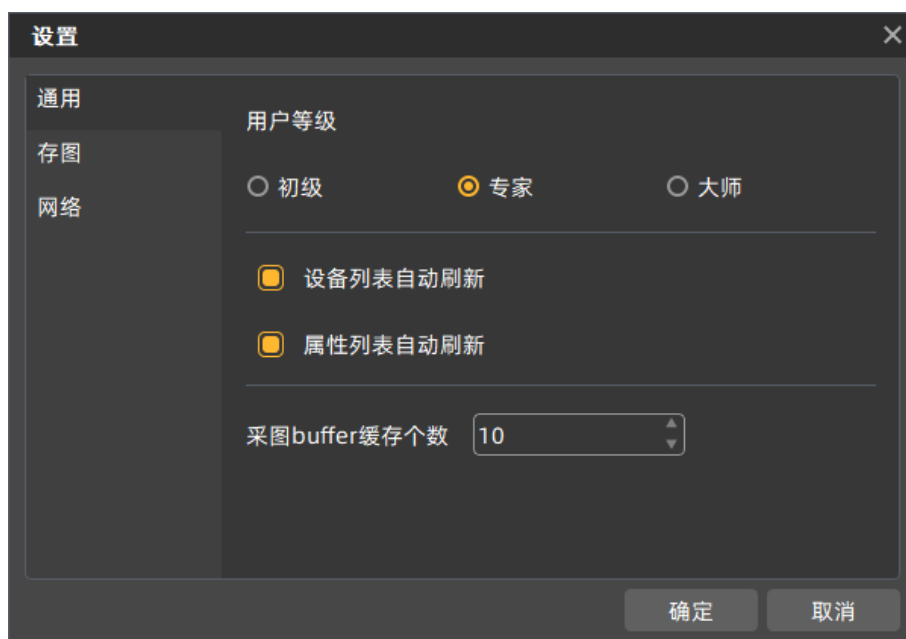 设置
通用
存图
网络
用户等级
初级 专家 大师
设备列表自动刷新
属性列表自动刷新
采图buffer缓存个数 10
确定 取消